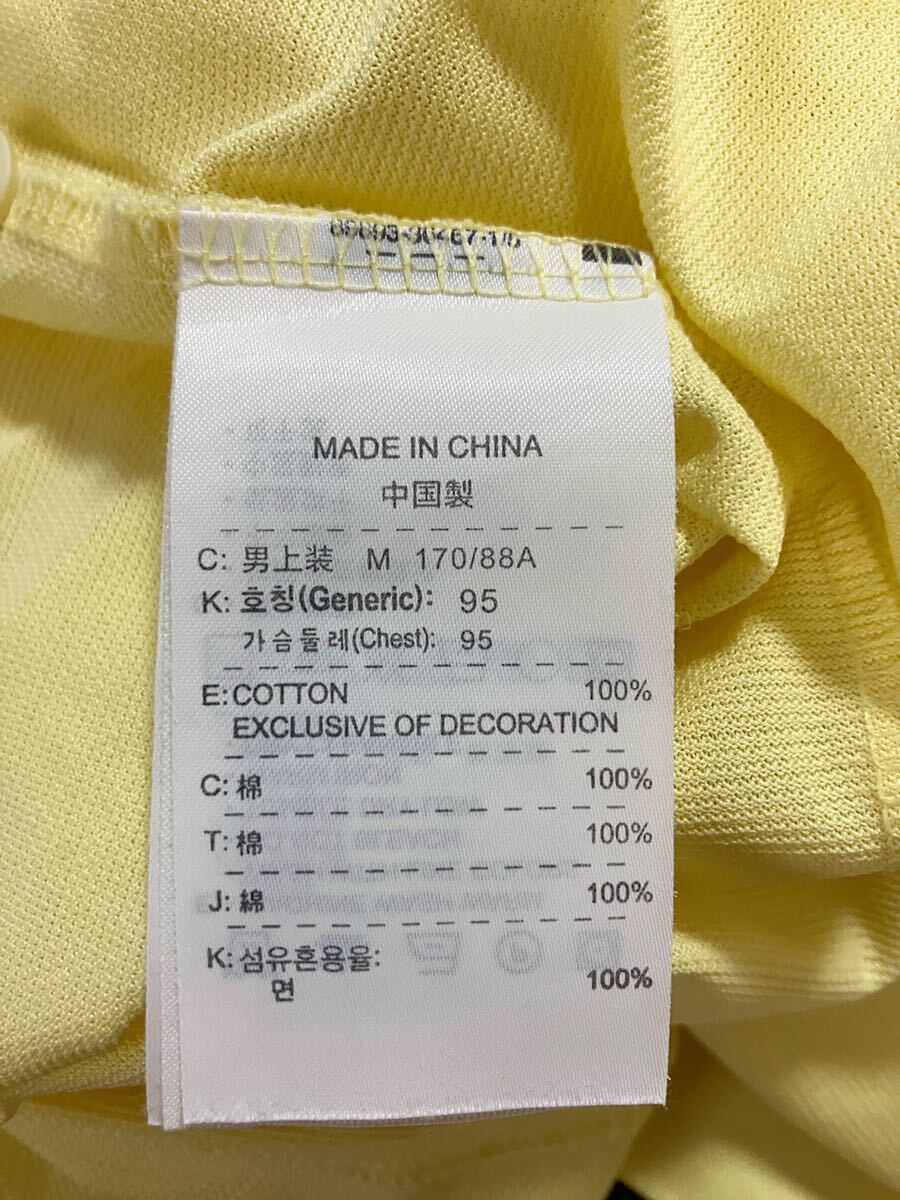 MADE IN CHINA
中国製
C: 男上装 M 170/88A
K: 호칭(Generic): 95
가슴둘레(Chest): 95
E:COTTON 100%
EXCLUSIVE OF DECORATION
C: 棉 100%
T: 棉 100%
J: 綿 100%
K: 섬유혼용율:
면 100%